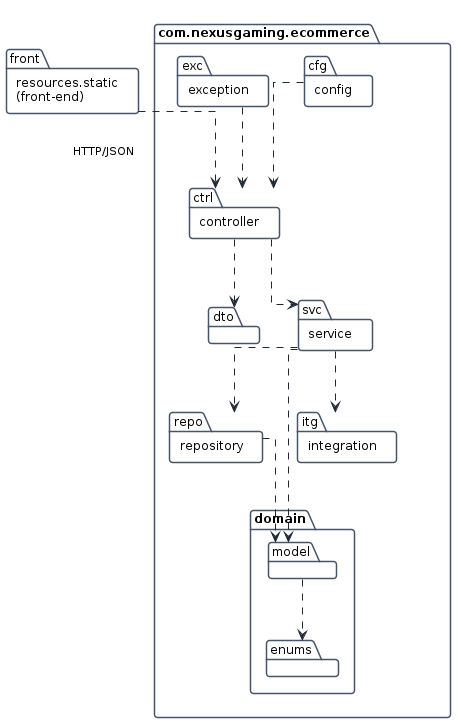 com.nexusgaming.ecommerce
front
resources.static
(front-end)
exc
exception
cfg
config
HTTP/JSON
ctrl
controller
dto
svc
service
repo
repository
itg
integration
domain
model
enums